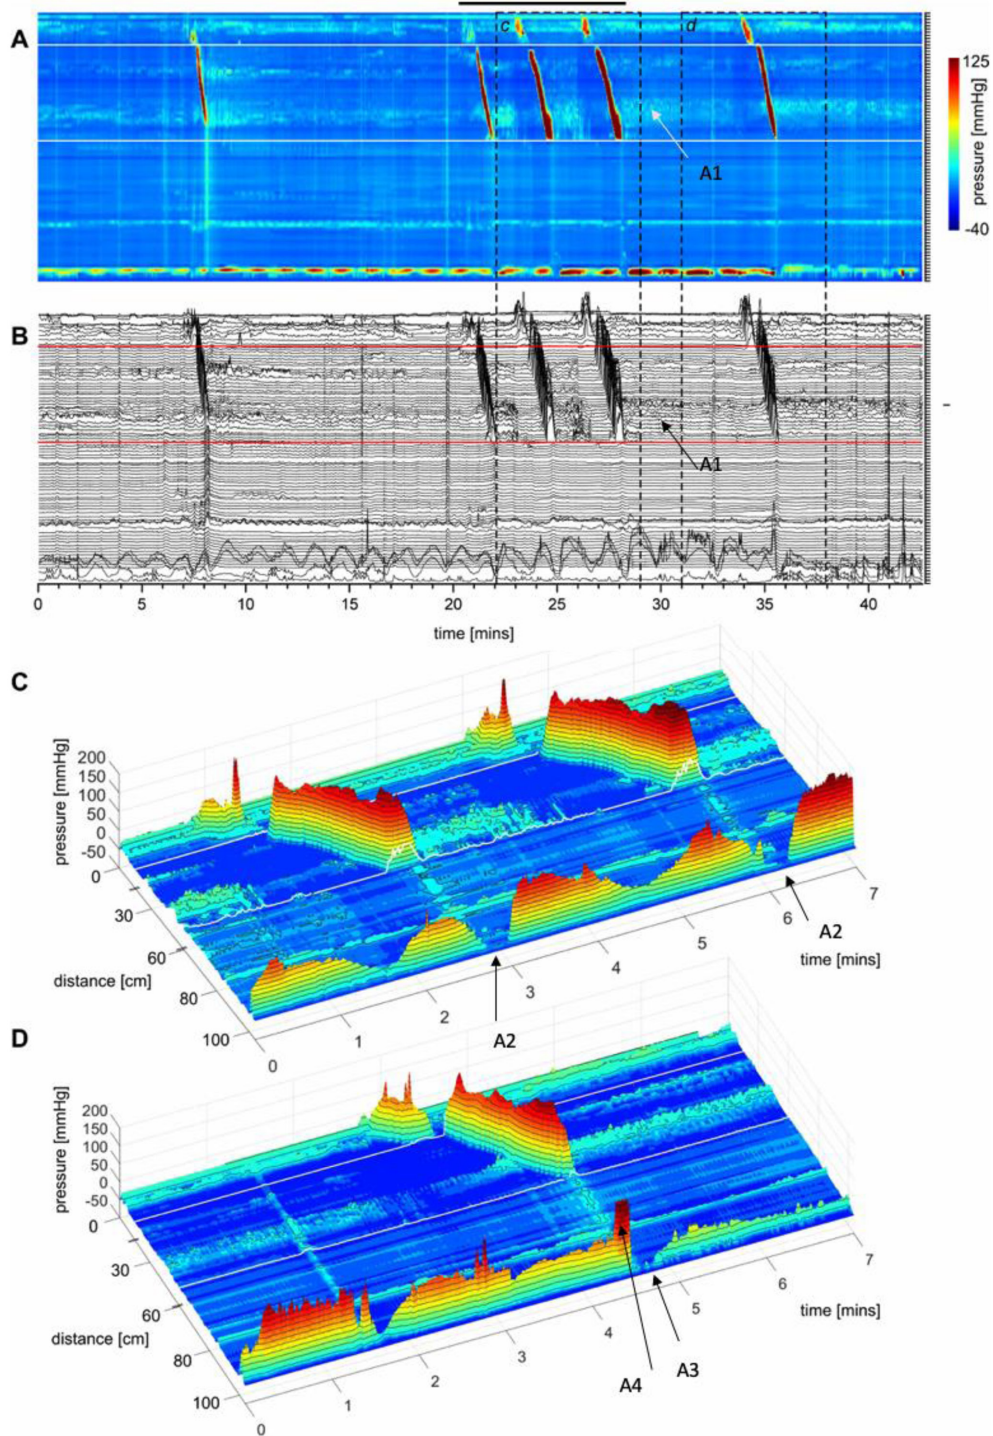 A
c
d
A1
125
pressure [mmHg]
-40
B
A1
0 5 10 15 20 25 30 35 40
time [mins]
C
200
150
100
50
0
-50
pressure [mmHg]
0
30
60
80
100
distance [cm]
0
1
2
3
4
5
6
7
time [mins]
A2
A2
D
200
150
100
50
0
-50
pressure [mmHg]
0
30
60
80
100
distance [cm]
0
1
2
3
4
5
6
7
time [mins]
A4
A3